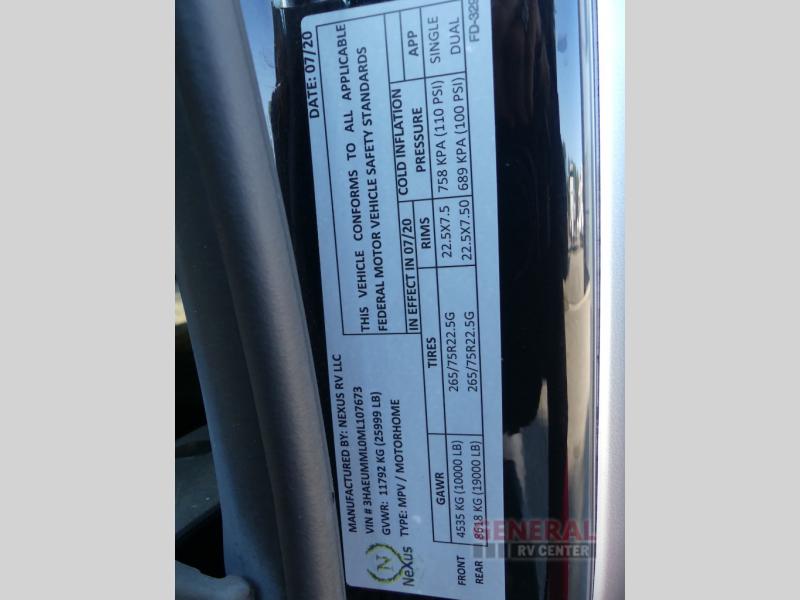 MANUFACTURED BY: NEXUS RV LLC
DATE: 07/20
VIN # 3HAEUMML0ML107673
GVWR: 11792 KG (25999 LB)
TYPE: MPV / MOTORHOME
THIS VEHICLE CONFORMS TO ALL APPLICABLE
FEDERAL MOTOR VEHICLE SAFETY STANDARDS
IN EFFECT IN 07/20
N
NeXus
GAWR TIRES RIMS COLD INFLATION PRESSURE APP
FRONT 4535 KG (10000 LB) 265/75R22.5G 22.5X7.5 758 KPA (110 PSI) SINGLE
REAR 8618 KG (19000 LB) 265/75R22.5G 22.5X7.50 689 KPA (100 PSI) DUAL
GENERAL
RV CENTER